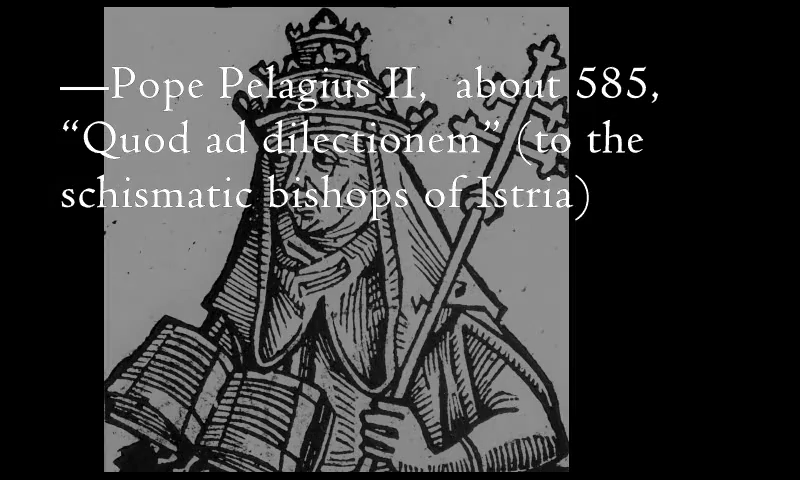 —Pope Pelagius II,  about 585,
“Quod ad dilectionem” (to the
schismatic bishops of Istria)